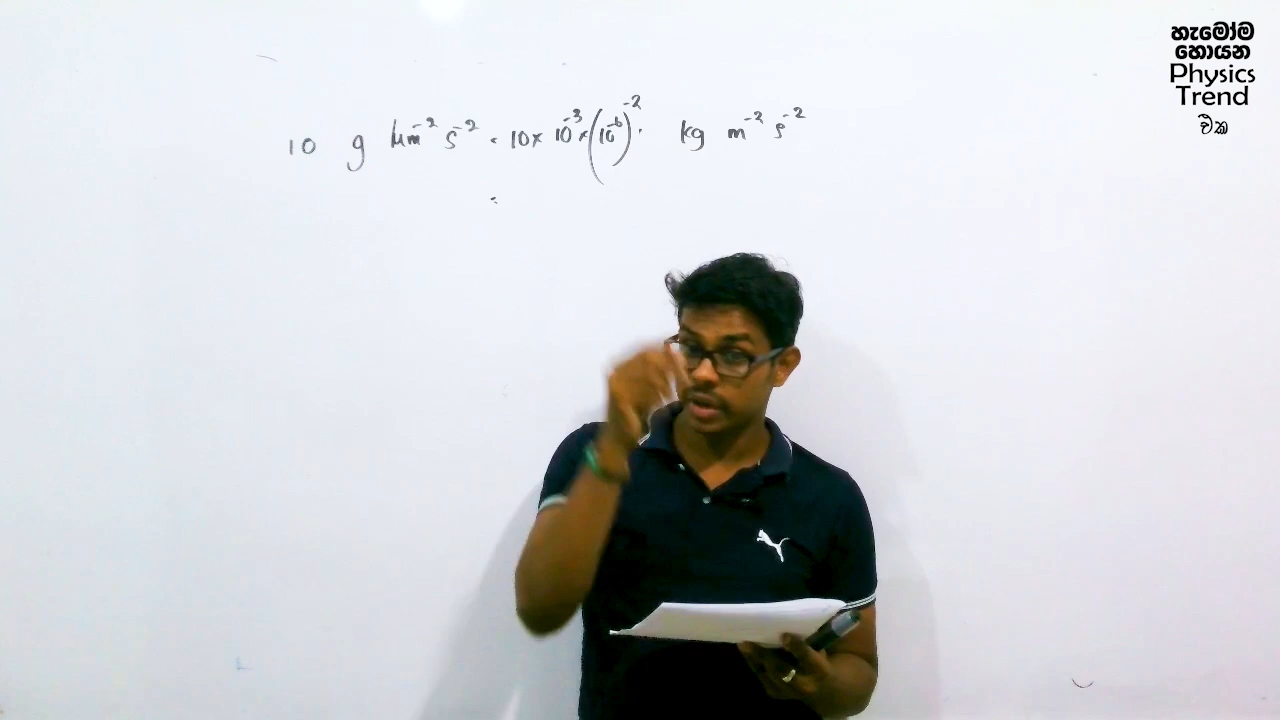 10 g μm⁻² s⁻² = 10 × 10⁻³ × (10⁻⁶)⁻² · kg m⁻² s⁻²
=
හැමෝම
හොයන
Physics
Trend
එක